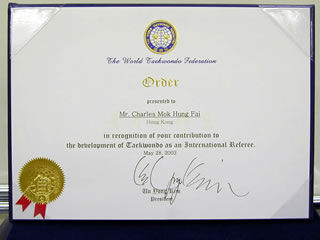 The World Taekwondo Federation
Order
presented to
Mr. Charles Mok Hung Fai
Hong Kong
in recognition of your contribution to
the development of Taekwondo as an International Referee.
May 28, 2003
Un Yong Kim
President